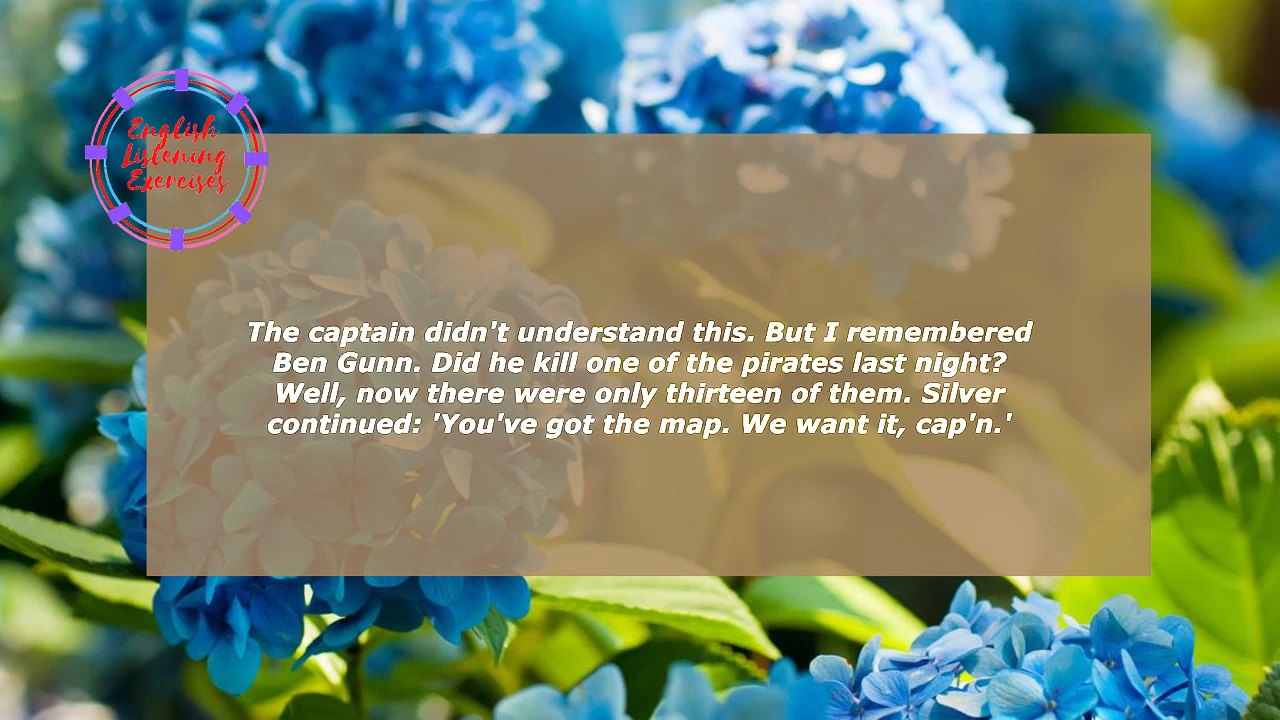 English
Listening
Exercises
The captain didn't understand this. But I remembered
Ben Gunn. Did he kill one of the pirates last night?
Well, now there were only thirteen of them. Silver
continued: 'You've got the map. We want it, cap'n.'